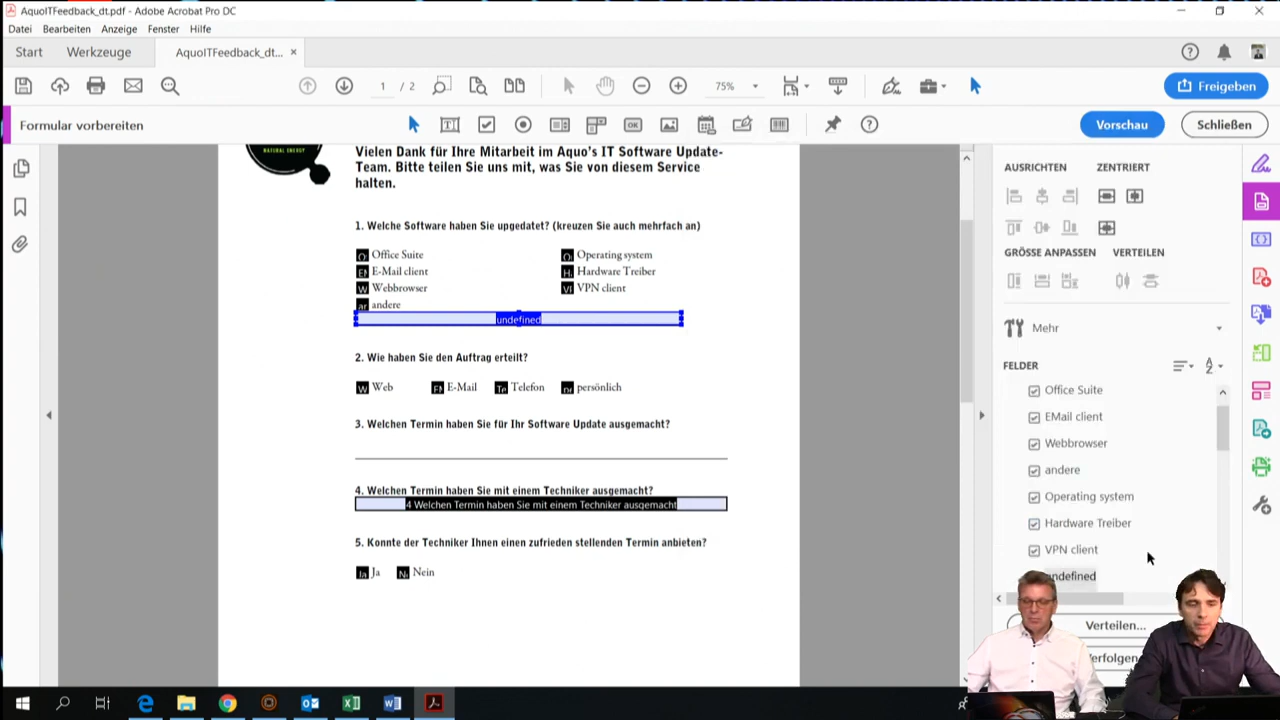 AquoITFeedback_dt.pdf - Adobe Acrobat Pro DC
Datei Bearbeiten Anzeige Fenster Hilfe
Start Werkzeuge AquoITFeedback_dt... ×
1 / 2 75% Freigeben
Formular vorbereiten
OK
Vorschau Schließen
NATURAL ENERGY
Vielen Dank für Ihre Mitarbeit im Aquo's IT Software Update-
Team. Bitte teilen Sie uns mit, was Sie von diesem Service
halten.
1. Welche Software haben Sie upgedatet? (kreuzen Sie auch mehrfach an)
Office Suite Operating system
E-Mail client Hardware Treiber
Webbrowser VPN client
andere
undefined
2. Wie haben Sie den Auftrag erteilt?
Web E-Mail Telefon persönlich
3. Welchen Termin haben Sie für Ihr Software Update ausgemacht?
4. Welchen Termin haben Sie mit einem Techniker ausgemacht?
4 Welchen Termin haben Sie mit einem Techniker ausgemacht
5. Konnte der Techniker Ihnen einen zufrieden stellenden Termin anbieten?
Ja Nein
AUSRICHTEN ZENTRIERT
GRÖSSE ANPASSEN VERTEILEN
Mehr
FELDER
Office Suite
EMail client
Webbrowser
andere
Operating system
Hardware Treiber
VPN client
undefined
Verteilen...
erfolgen